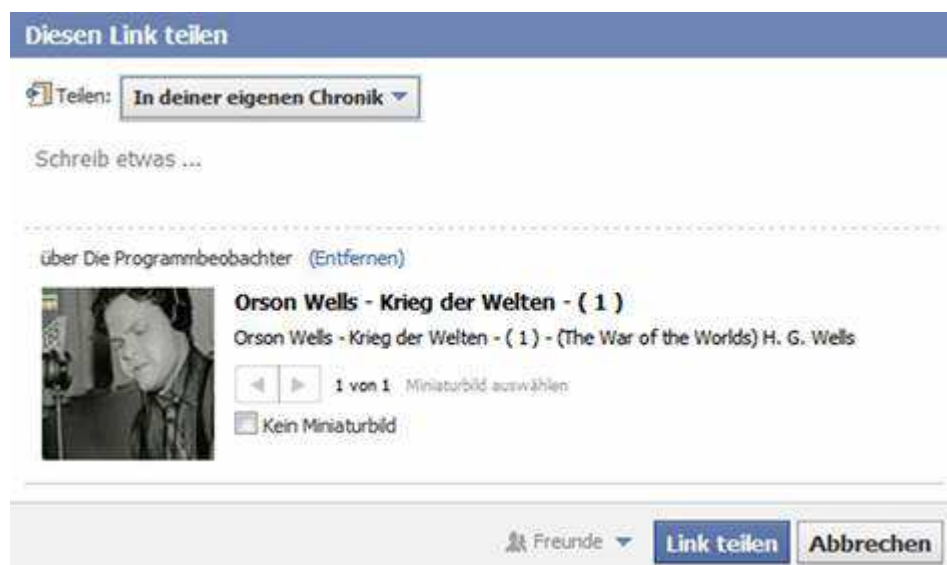 Diesen Link teilen
Teilen: In deiner eigenen Chronik
Schreib etwas ...
über Die Programmbeobachter (Entfernen)
Orson Wells - Krieg der Welten - ( 1 )
Orson Wells - Krieg der Welten - ( 1 ) - (The War of the Worlds) H. G. Wells
1 von 1 Miniaturbild auswählen
Kein Miniaturbild
Freunde Link teilen Abbrechen